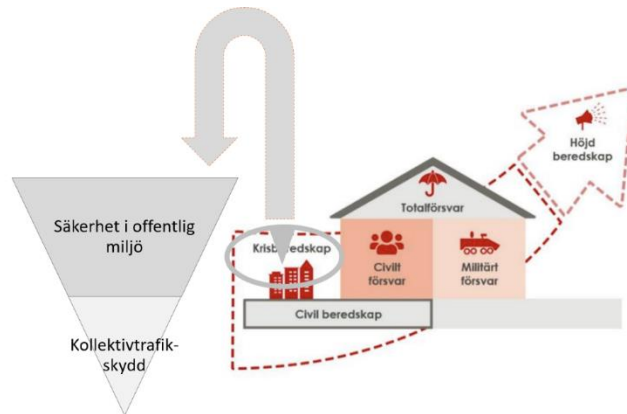 Säkerhet i offentlig
miljö
Kollektivtrafik-
skydd
Krisberedskap
Totalförsvar
Civilt
försvar
Militärt
försvar
Civil beredskap
Höjd
beredskap